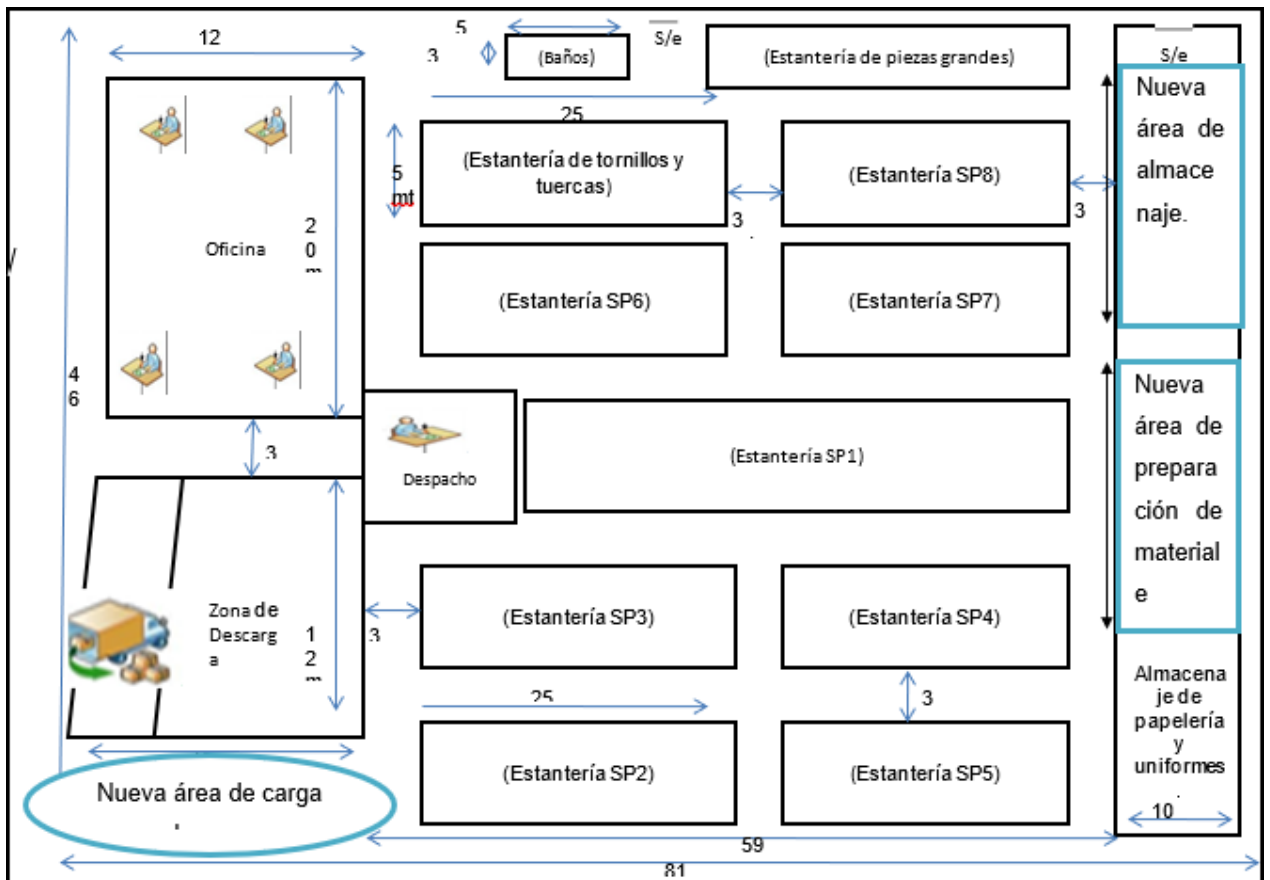 12
5
3
(Baños)
S/e
(Estantería de piezas grandes)
S/e
25
5
mt
(Estantería de tornillos y
tuercas)
3
(Estantería SP8)
3
Nueva
área de
almace
naje.
Oficina
2
0
m
(Estantería SP6)
(Estantería SP7)
4
6
3
Despacho
(Estantería SP1)
Nueva
área de
prepara
ción de
material
e
Zona de
Descarg
a
1
2
m
3
(Estantería SP3)
(Estantería SP4)
25
3
Almacena
je de
papelería
y
uniformes
.
(Estantería SP2)
(Estantería SP5)
10
Nueva área de carga
59
81